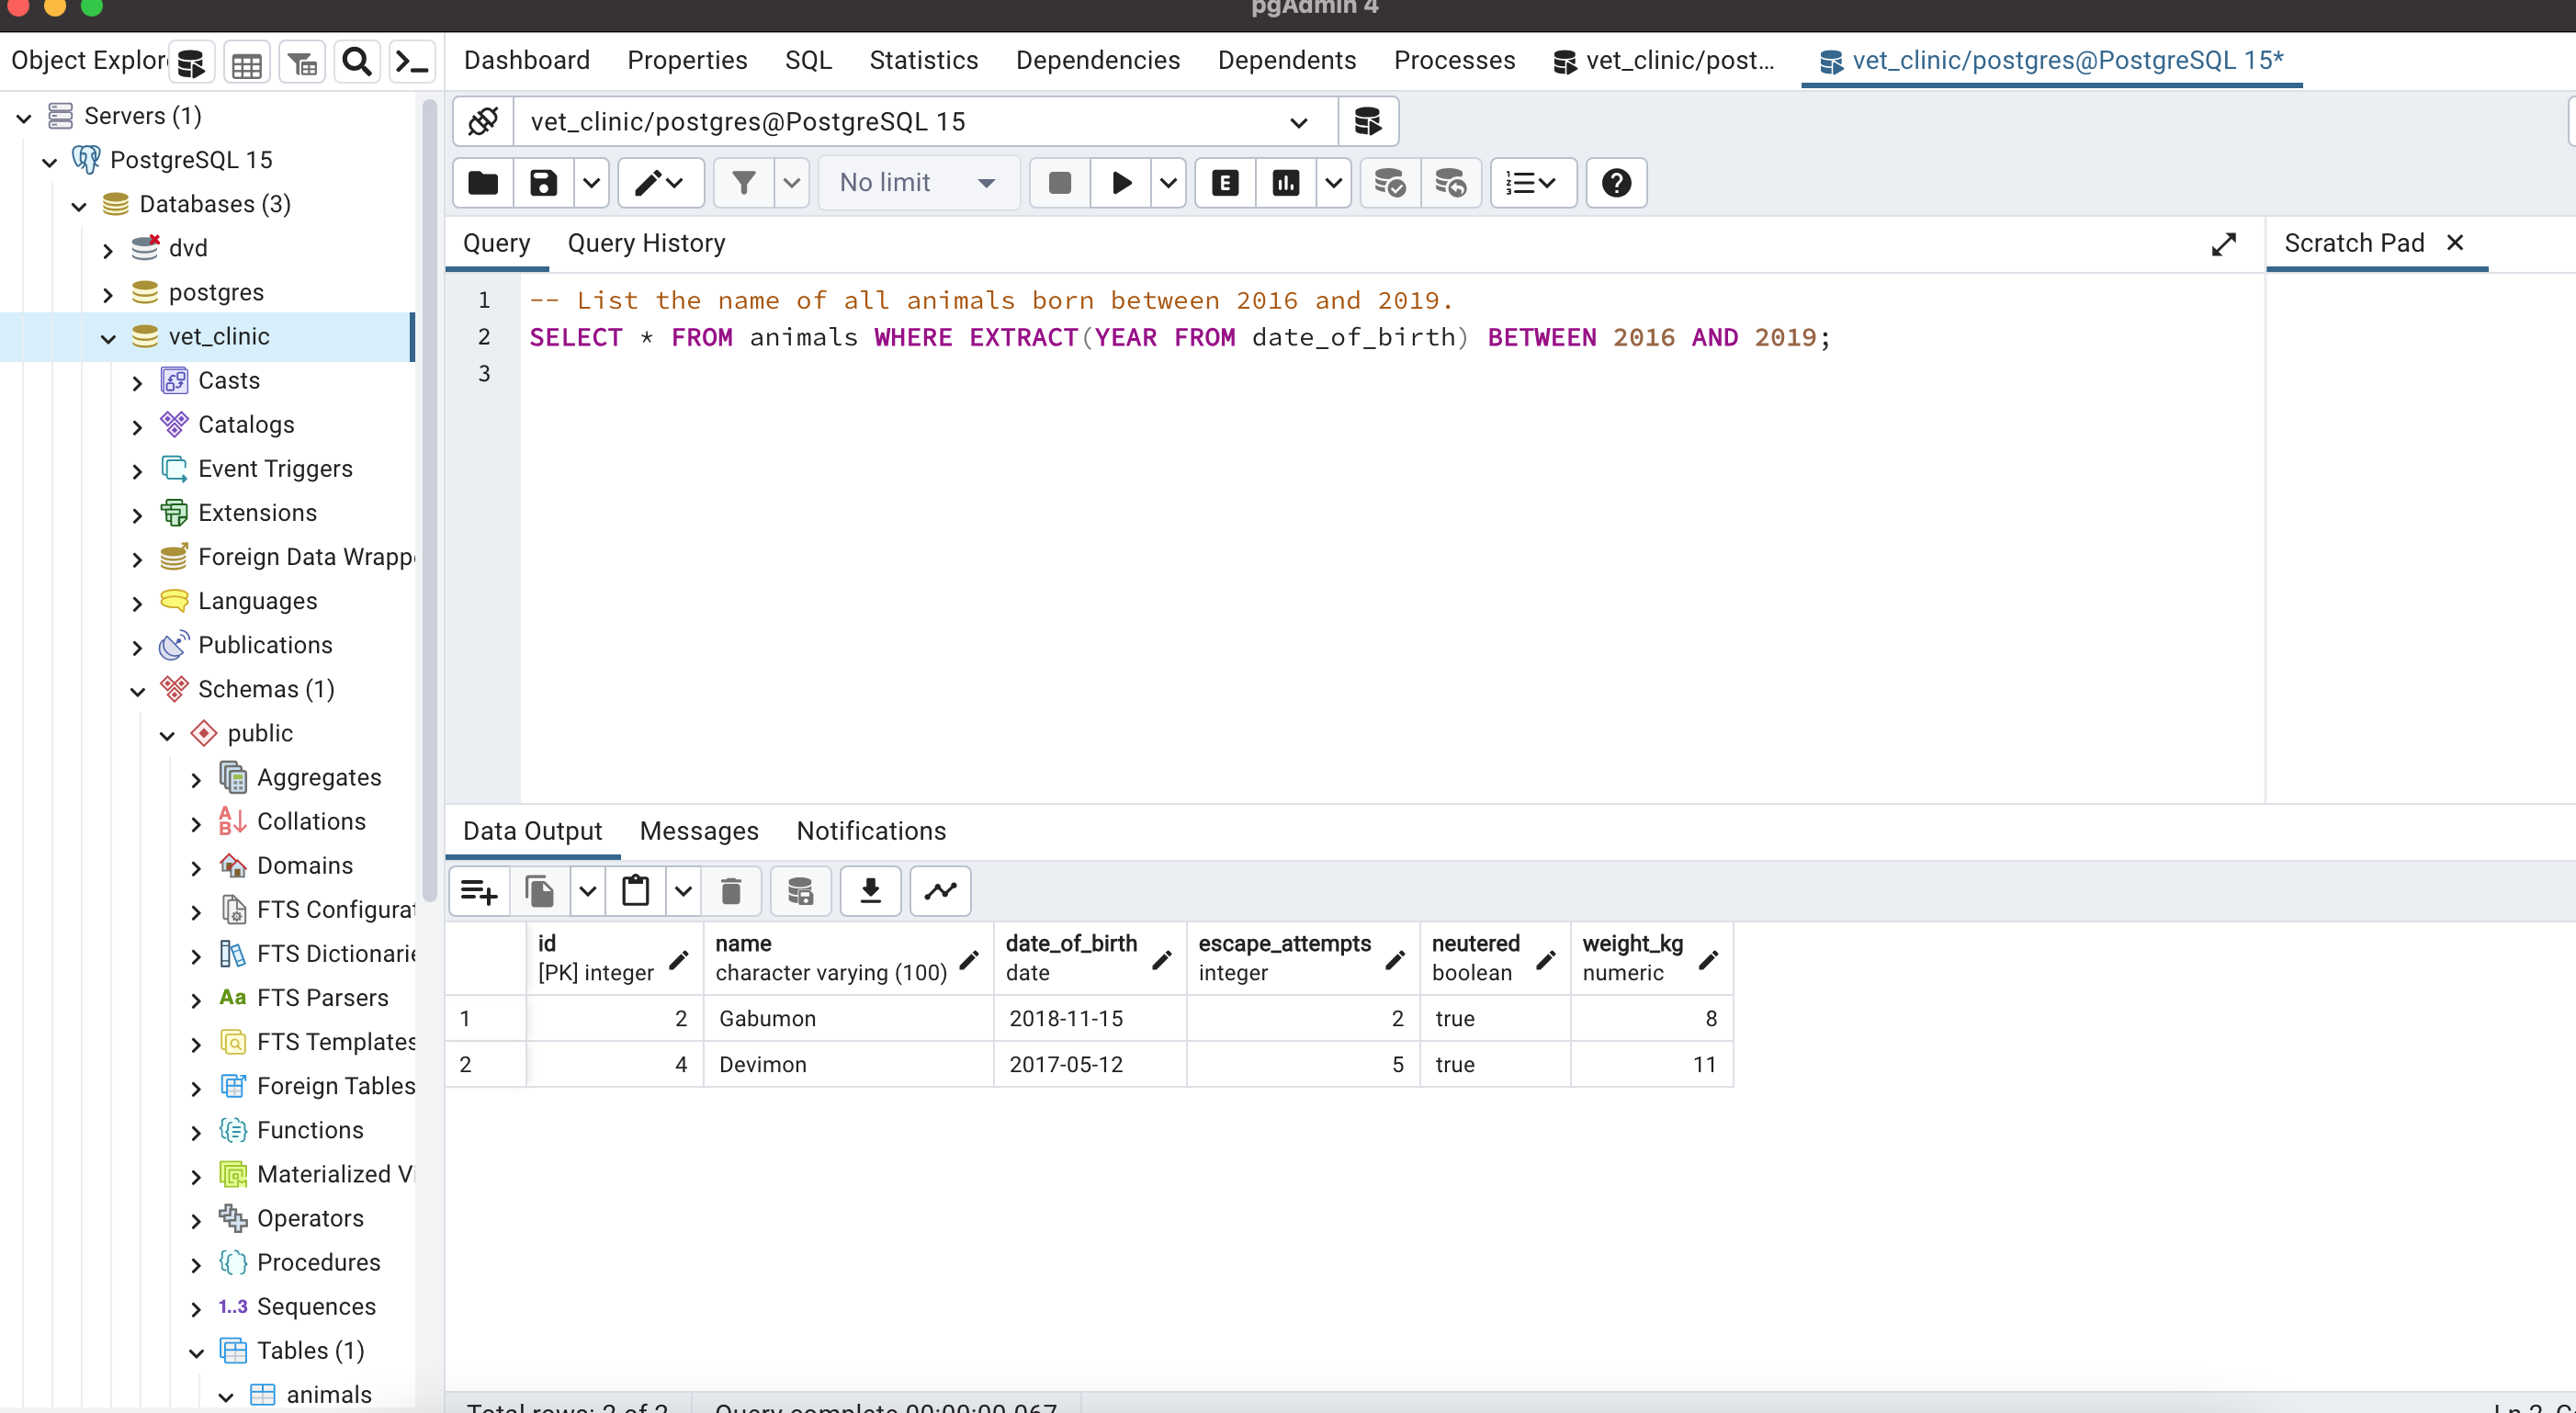 pgAdmin 4
Object Explor
Dashboard Properties SQL Statistics Dependencies Dependents Processes vet_clinic/post... vet_clinic/postgres@PostgreSQL 15*
Servers (1)
PostgreSQL 15
Databases (3)
dvd
postgres
vet_clinic
Casts
Catalogs
Event Triggers
Extensions
Foreign Data Wrapp
Languages
Publications
Schemas (1)
public
Aggregates
Collations
Domains
FTS Configurat
FTS Dictionarie
Aa FTS Parsers
FTS Templates
Foreign Tables
Functions
Materialized Vi
Operators
Procedures
1..3 Sequences
Tables (1)
animals
vet_clinic/postgres@PostgreSQL 15
No limit
E
Query Query History
Scratch Pad
1 -- List the name of all animals born between 2016 and 2019.
2 SELECT * FROM animals WHERE EXTRACT(YEAR FROM date_of_birth) BETWEEN 2016 AND 2019;
3
Data Output Messages Notifications
id name date_of_birth escape_attempts neutered weight_kg
[PK] integer character varying (100) date integer boolean numeric
1 2 Gabumon 2018-11-15 2 true 8
2 4 Devimon 2017-05-12 5 true 11
Total rows: 2 of 2 Query complete 00:00:00.067